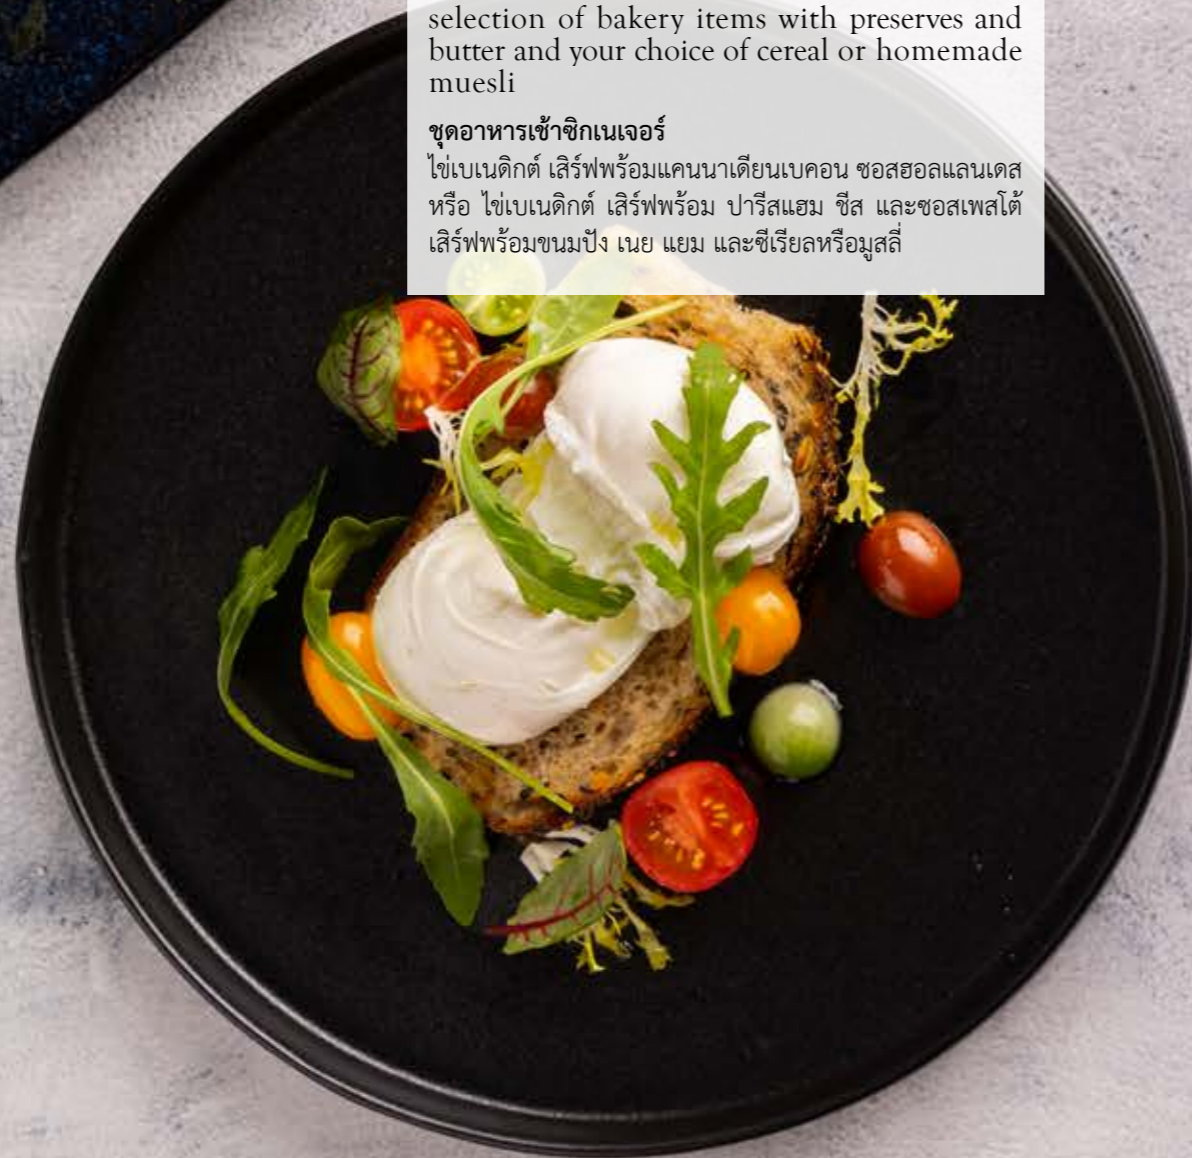 selection of bakery items with preserves and
butter and your choice of cereal or homemade
muesli
ชุดอาหารเช้าซิกเนเจอร์
ไข่เบเนดิกต์ เสิร์ฟพร้อมแคนนาเดียนเบคอน ซอสฮอลแลนเดส
หรือ ไข่เบเนดิกต์ เสิร์ฟพร้อม ปารีสแฮม ชีส และซอสเพสโต้
เสิร์ฟพร้อมขนมปัง เนย แยม และซีเรียลหรือมูสลี่